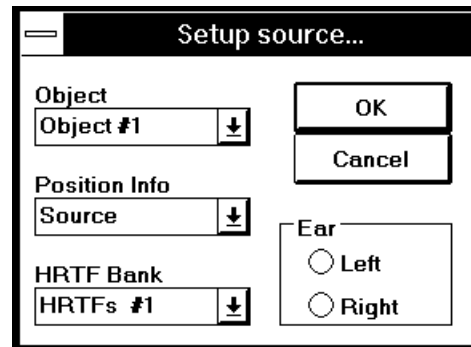 Setup source...
Object
Object #1
Position Info
Source
HRTF Bank
HRTFs #1
OK
Cancel
Ear
Left
Right